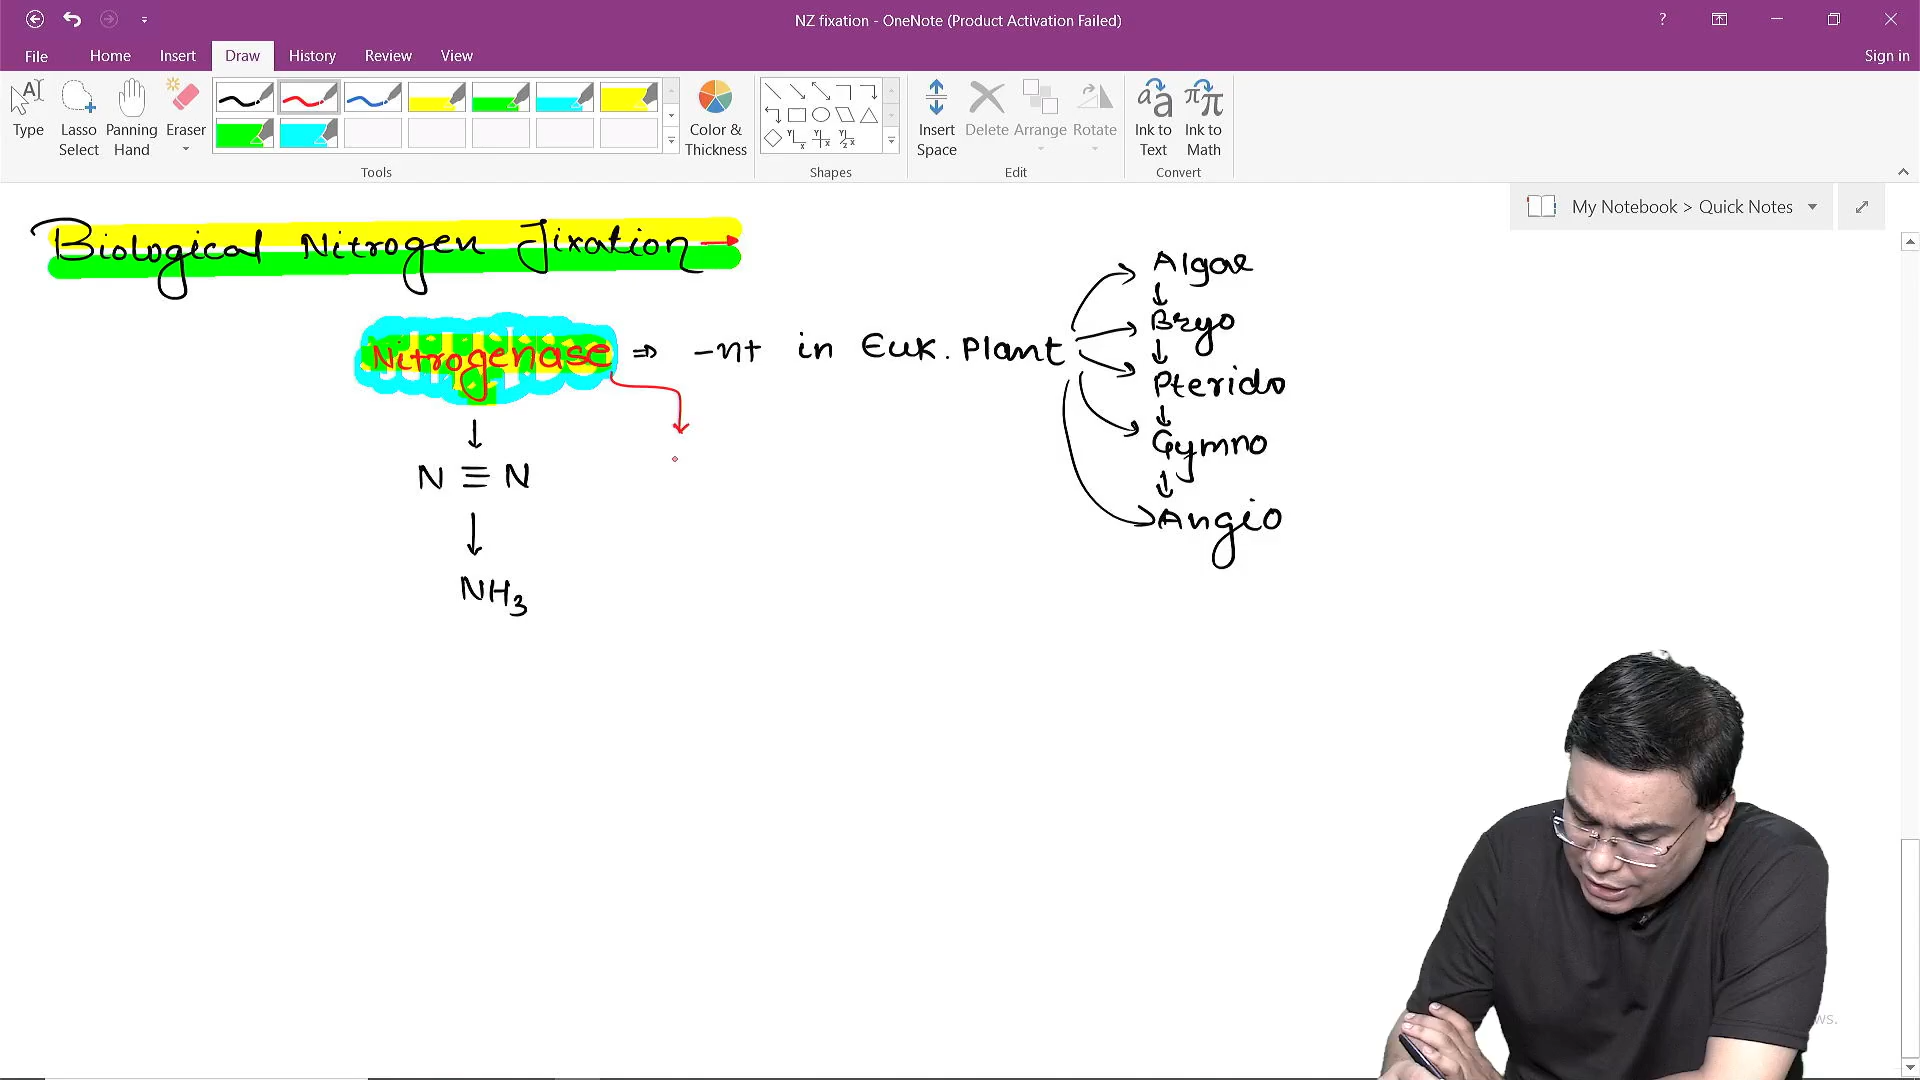 NZ fixation - OneNote (Product Activation Failed)
?
File Home Insert Draw History Review View
Sign in
Type
Lasso Select
Panning Hand
Eraser
Color & Thickness
Insert Space
Delete
Arrange
Rotate
Ink to Text
Ink to Math
Tools
Shapes
Edit
Convert
My Notebook > Quick Notes
Biological Nitrogen Fixation →
Nitrogenase ⇒ -nt in Euk. Plant
Algae
↓
Bryo
↓
Pterido
↓
Gymno
↓
Angio
↓
N ≡ N
↓
NH3
ws.